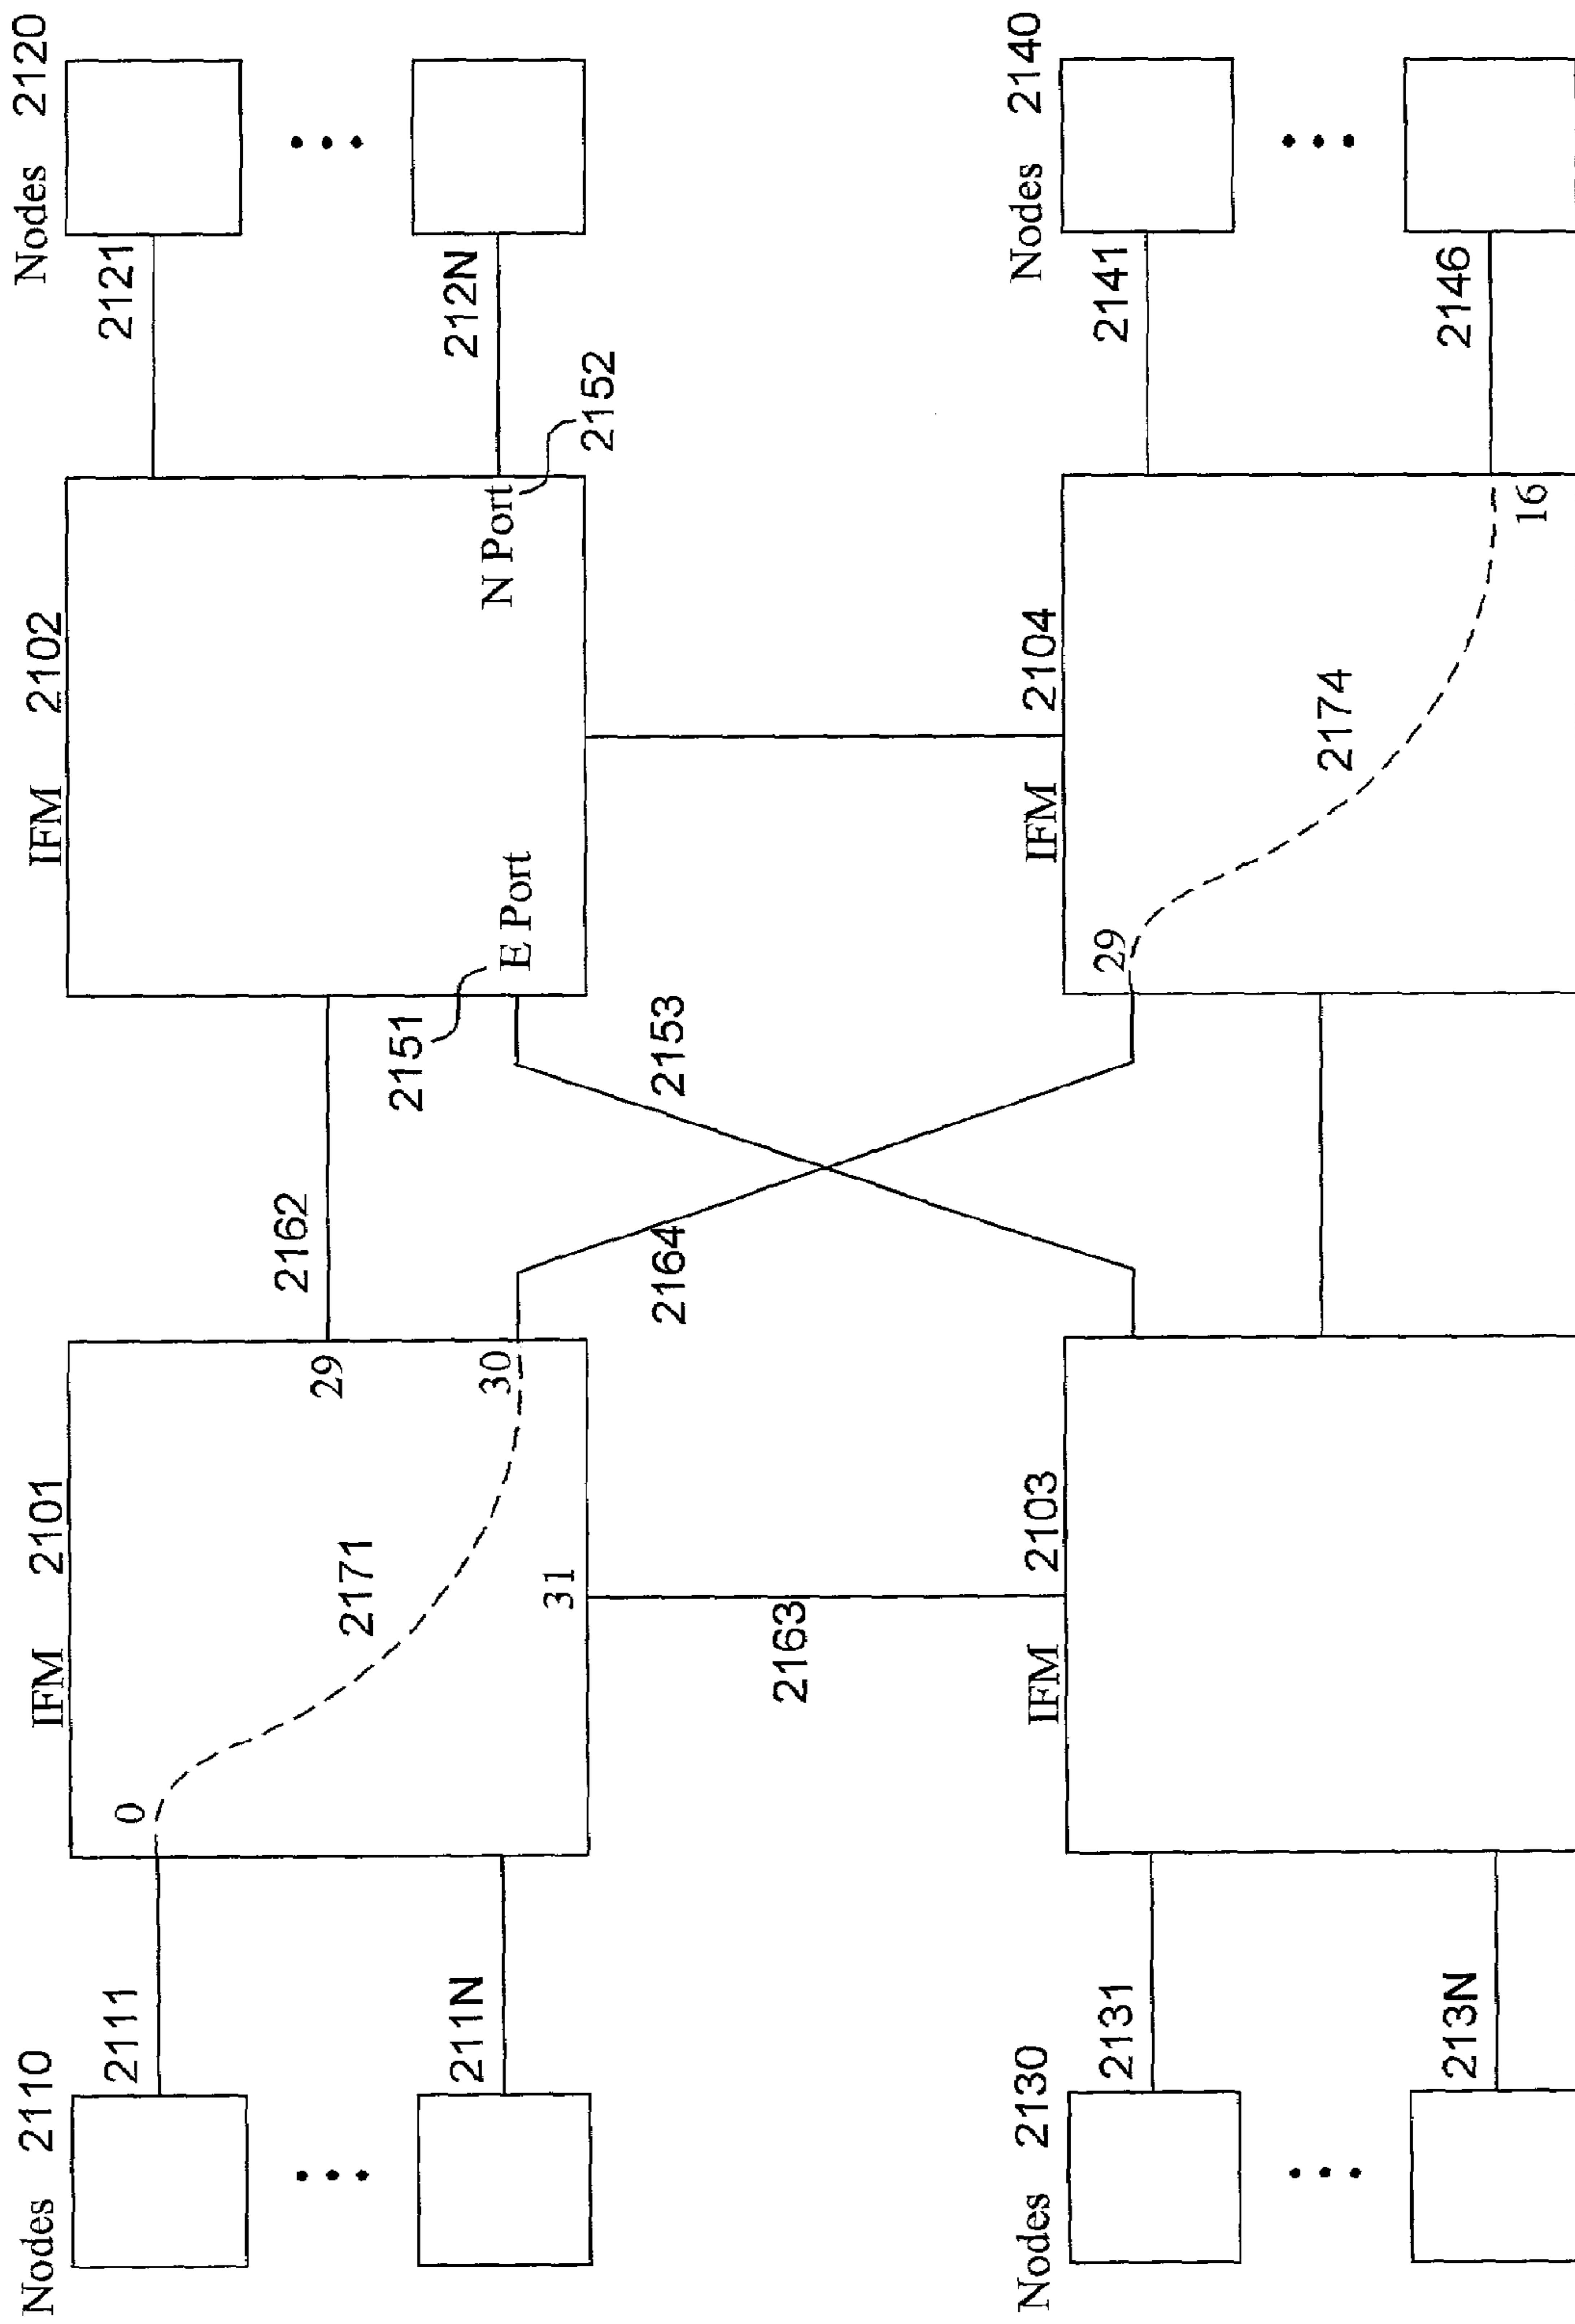 Nodes 2110
2111
211N
IFM 2101
0
2171
29
30
31
2162
2164
2163
2153
2151
IFM 2102
E Port
N Port
2152
Nodes 2120
2121
212N
Nodes 2130
2131
213N
IFM 2103
IFM 2104
29
2174
16
Nodes 2140
2141
2146